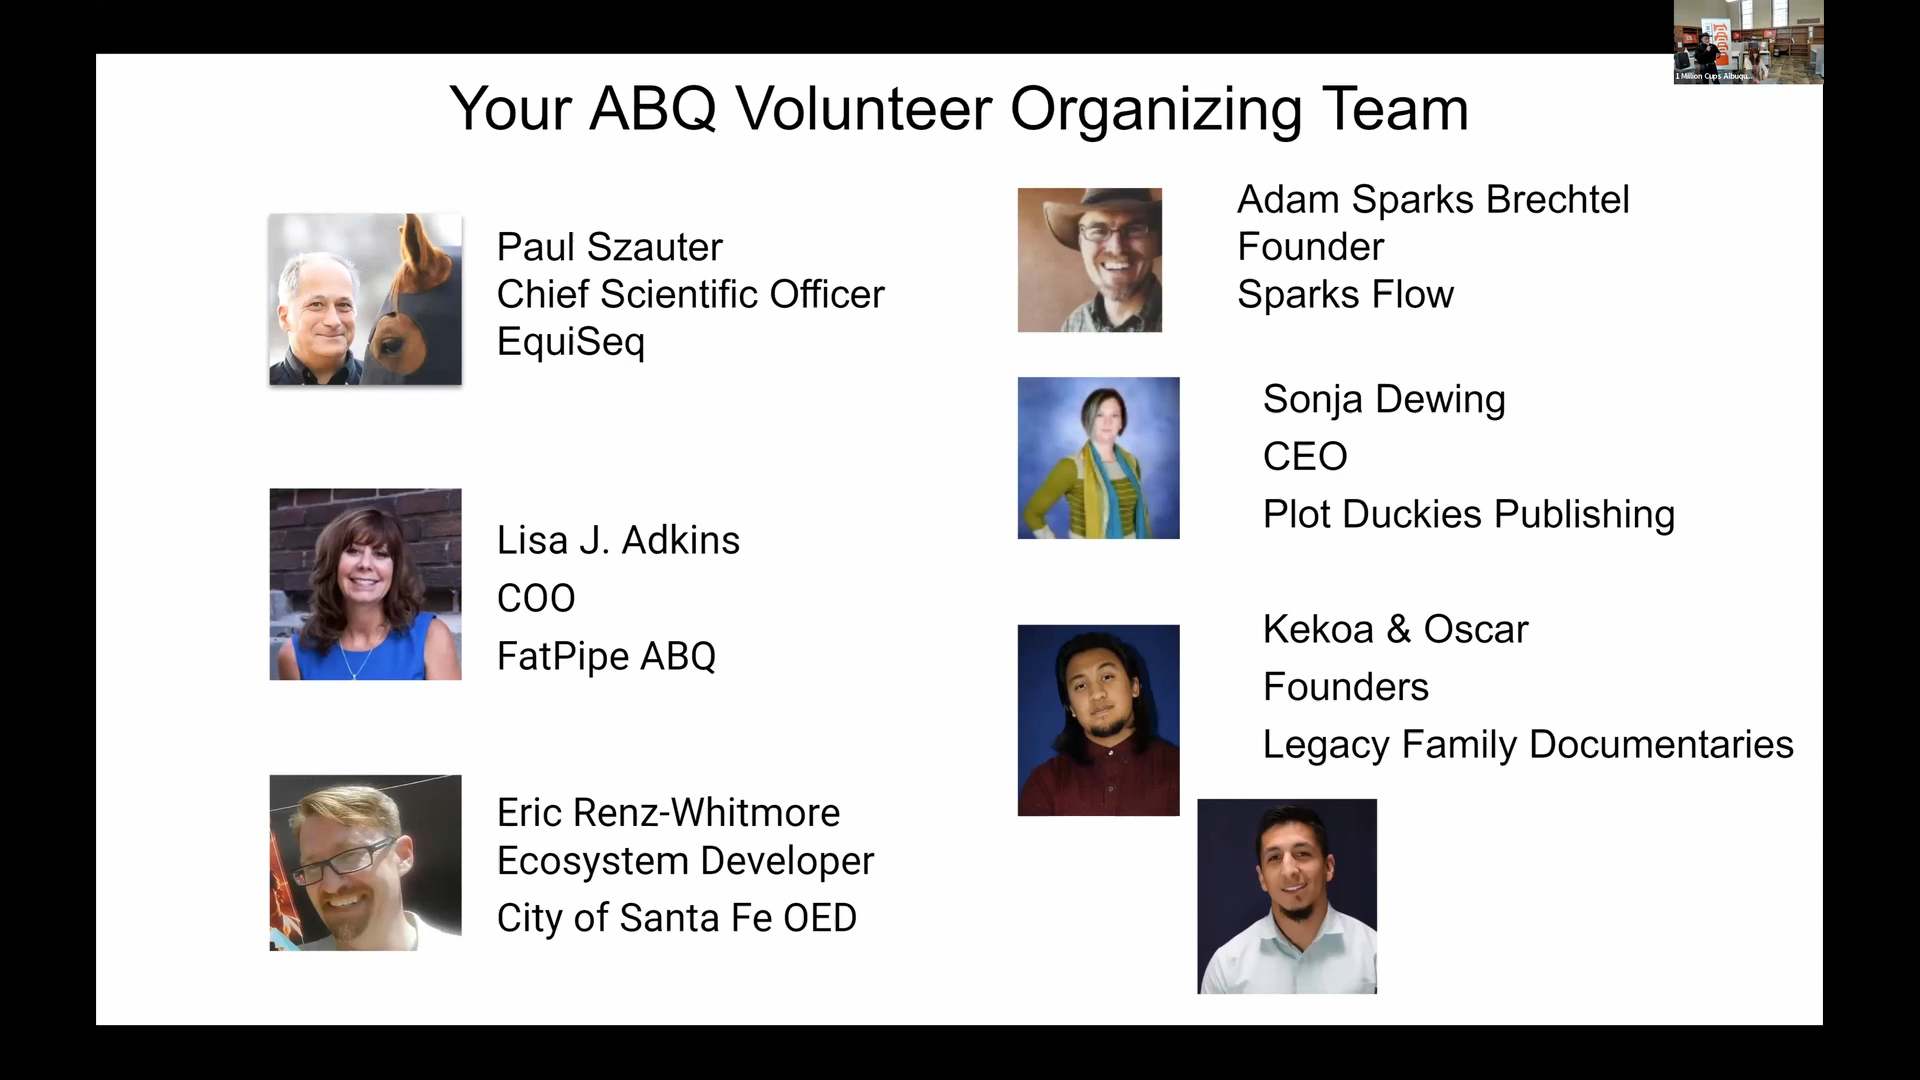 Your ABQ Volunteer Organizing Team
Paul Szauter
Chief Scientific Officer
EquiSeq
Lisa J. Adkins
COO
FatPipe ABQ
Eric Renz-Whitmore
Ecosystem Developer
City of Santa Fe OED
Adam Sparks Brechtel
Founder
Sparks Flow
Sonja Dewing
CEO
Plot Duckies Publishing
Kekoa & Oscar
Founders
Legacy Family Documentaries
1 Million Cups Albuqu...